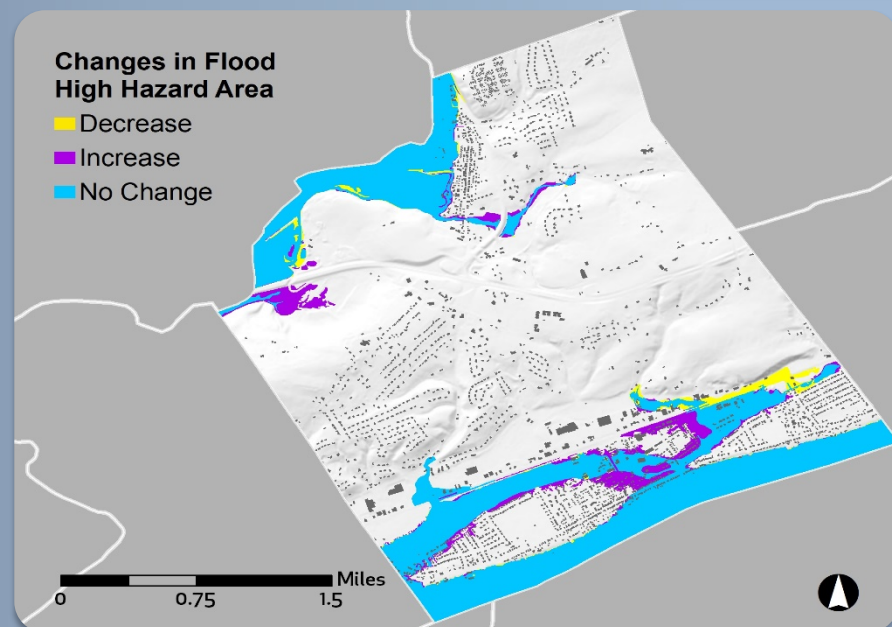 Changes in Flood
High Hazard Area
Decrease
Increase
No Change
Miles
0 0.75 1.5